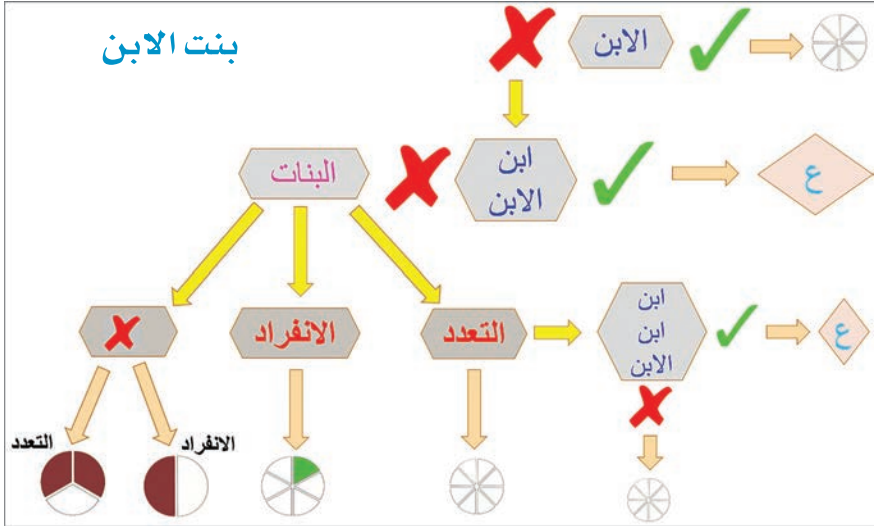 بنت الابن
الابن
ابن
الابن
ع
البنات
الانفراد
التعدد
ابن
ابن
الابن
ع
التعدد
الانفراد